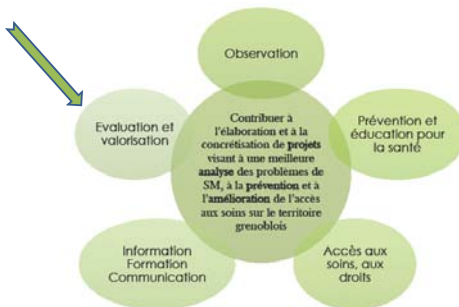 Observation
Evaluation et
valorisation
Contribuer à
l'élaboration et à la
concrétisation de projets
visant à une meilleure
analyse des problèmes de
SM, à la prévention et à
l'amélioration de l'accès
aux soins sur le territoire
grenoblois
Prévention et
éducation pour
la santé
Information
Formation
Communication
Accès aux
soins, aux
droits